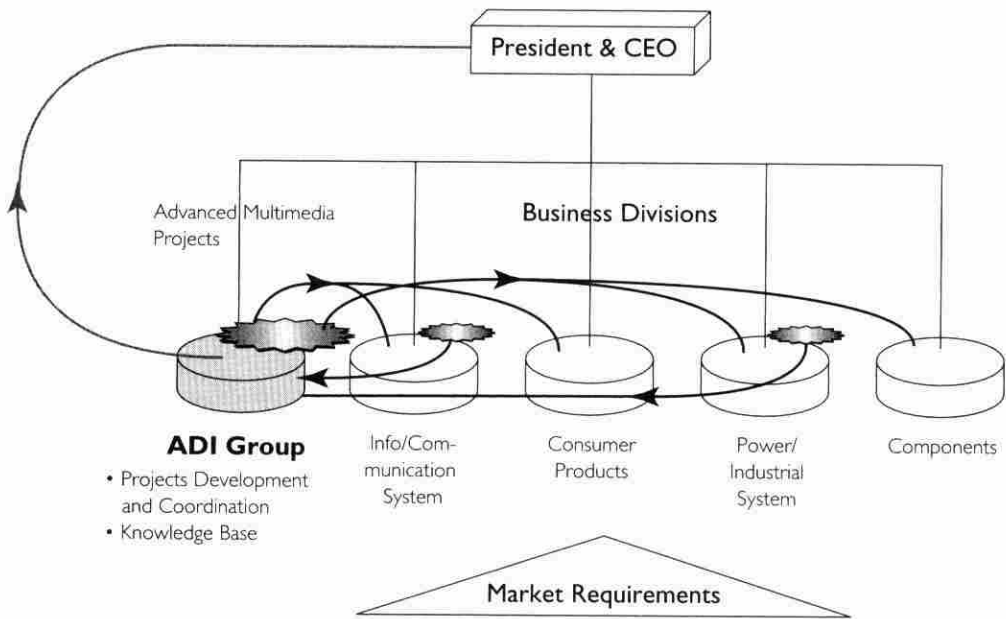 President & CEO
Advanced Multimedia
Projects
Business Divisions
ADI Group
• Projects Development
and Coordination
• Knowledge Base
Info/Com-
munication
System
Consumer
Products
Power/
Industrial
System
Components
Market Requirements